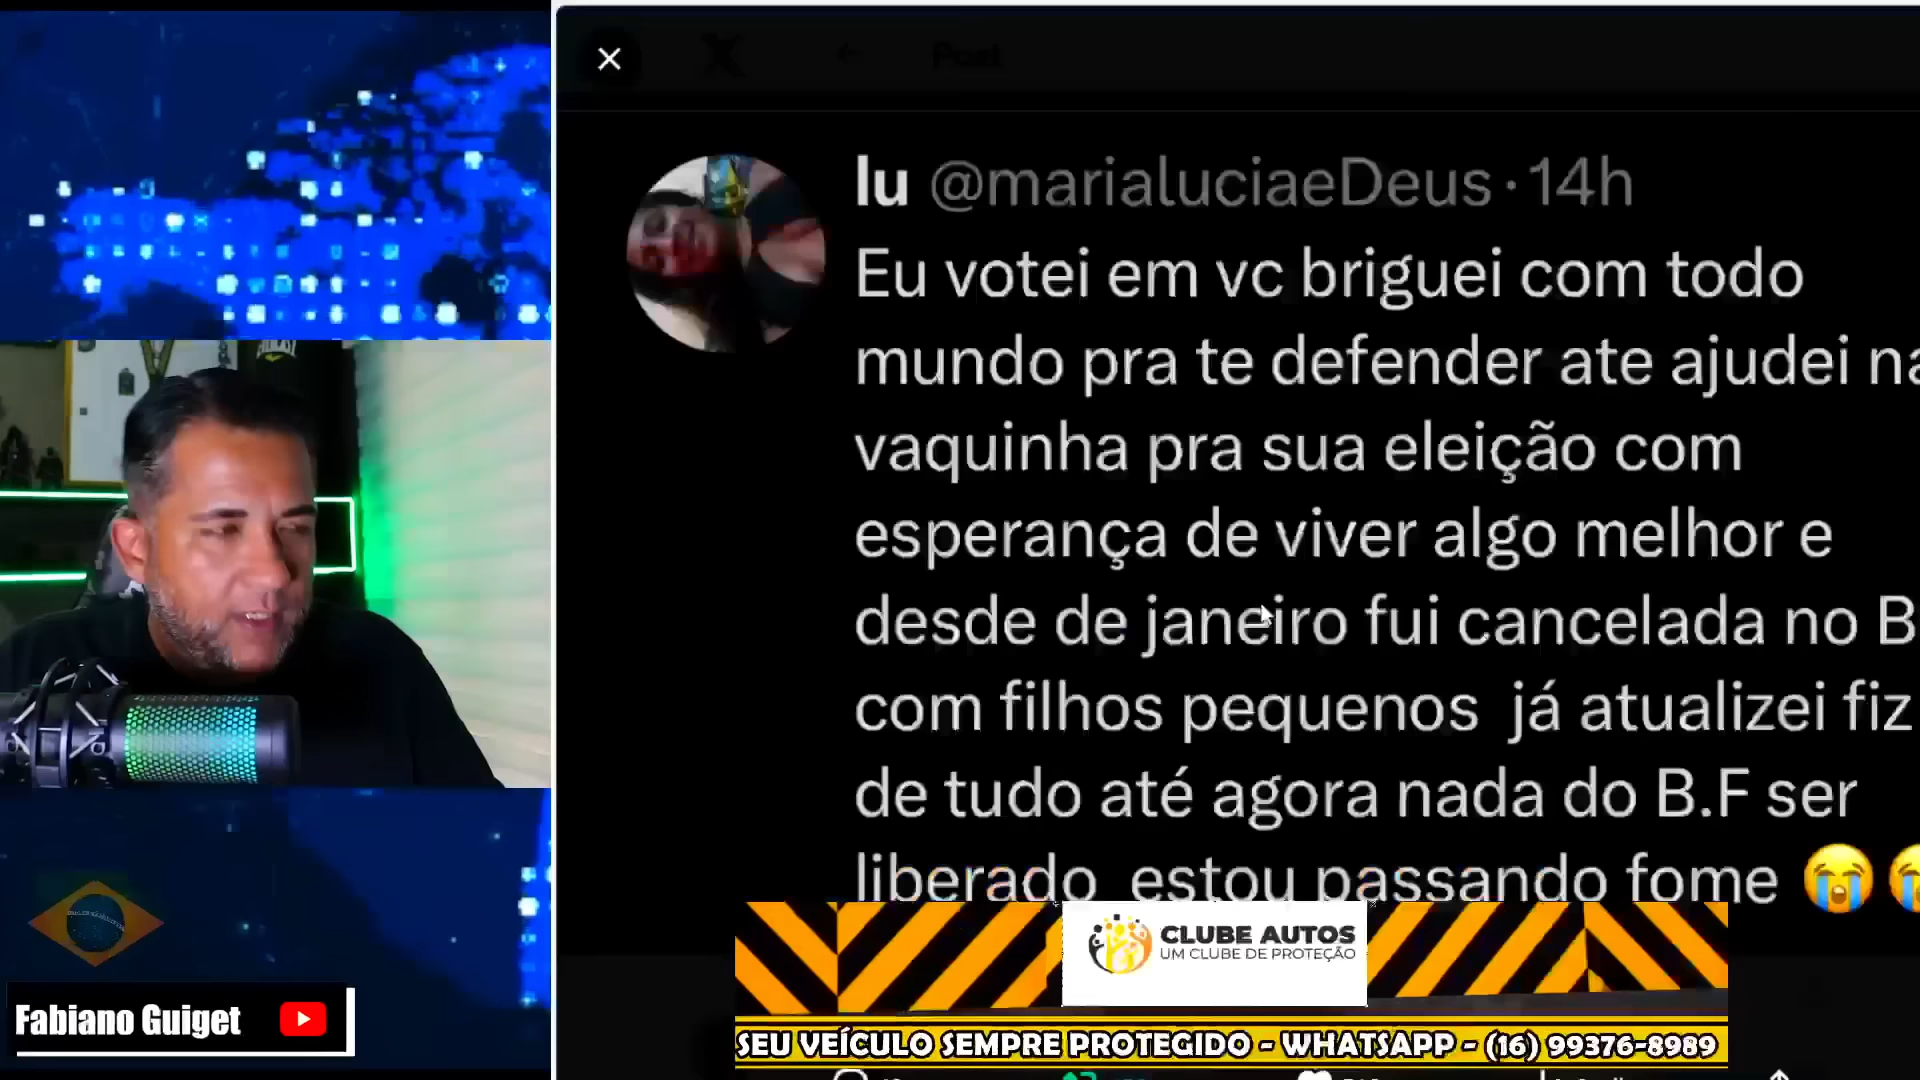 Post
lu @marialuciaeDeus · 14h
Eu votei em vc briguei com todo
mundo pra te defender ate ajudei na
vaquinha pra sua eleição com
esperança de viver algo melhor e
desde de janeiro fui cancelada no B
com filhos pequenos já atualizei fiz
de tudo até agora nada do B.F ser
liberado estou passando fome 😭
CLUBE AUTOS
UM CLUBE DE PROTEÇÃO
SEU VEÍCULO SEMPRE PROTEGIDO - WHATSAPP - (16) 99376-8989
Fabiano Guiget